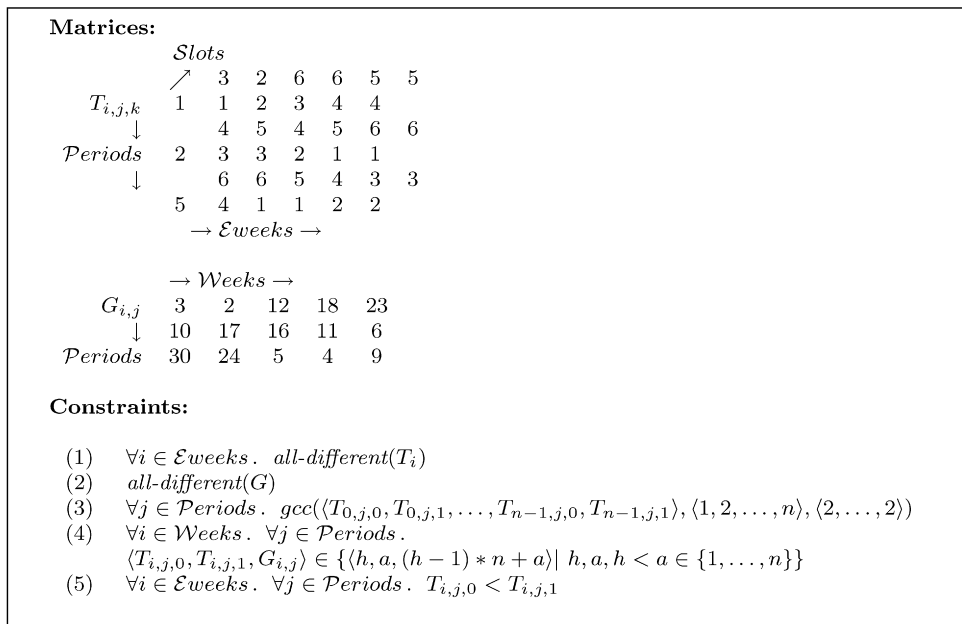 Matrices:
Slots
↗ 3 2 6 6 5 5
T_{i,j,k} 1 1 2 3 4 4
↓ 4 5 4 5 6 6
Periods 2 3 3 2 1 1
↓ 6 6 5 4 3 3
5 4 1 1 2 2
→ Eweeks →
→ Weeks →
G_{i,j} 3 2 12 18 23
↓ 10 17 16 11 6
Periods 30 24 5 4 9
Constraints:
(1) ∀i ∈ Eweeks . all-different(T_i)
(2) all-different(G)
(3) ∀j ∈ Periods . gcc(⟨T_{0,j,0}, T_{0,j,1}, . . . , T_{n−1,j,0}, T_{n−1,j,1}⟩, ⟨1, 2, . . . , n⟩, ⟨2, . . . , 2⟩)
(4) ∀i ∈ Weeks . ∀j ∈ Periods .
⟨T_{i,j,0}, T_{i,j,1}, G_{i,j}⟩ ∈ {⟨h, a, (h − 1) ∗ n + a⟩| h, a, h < a ∈ {1, . . . , n}}
(5) ∀i ∈ Eweeks . ∀j ∈ Periods . T_{i,j,0} < T_{i,j,1}